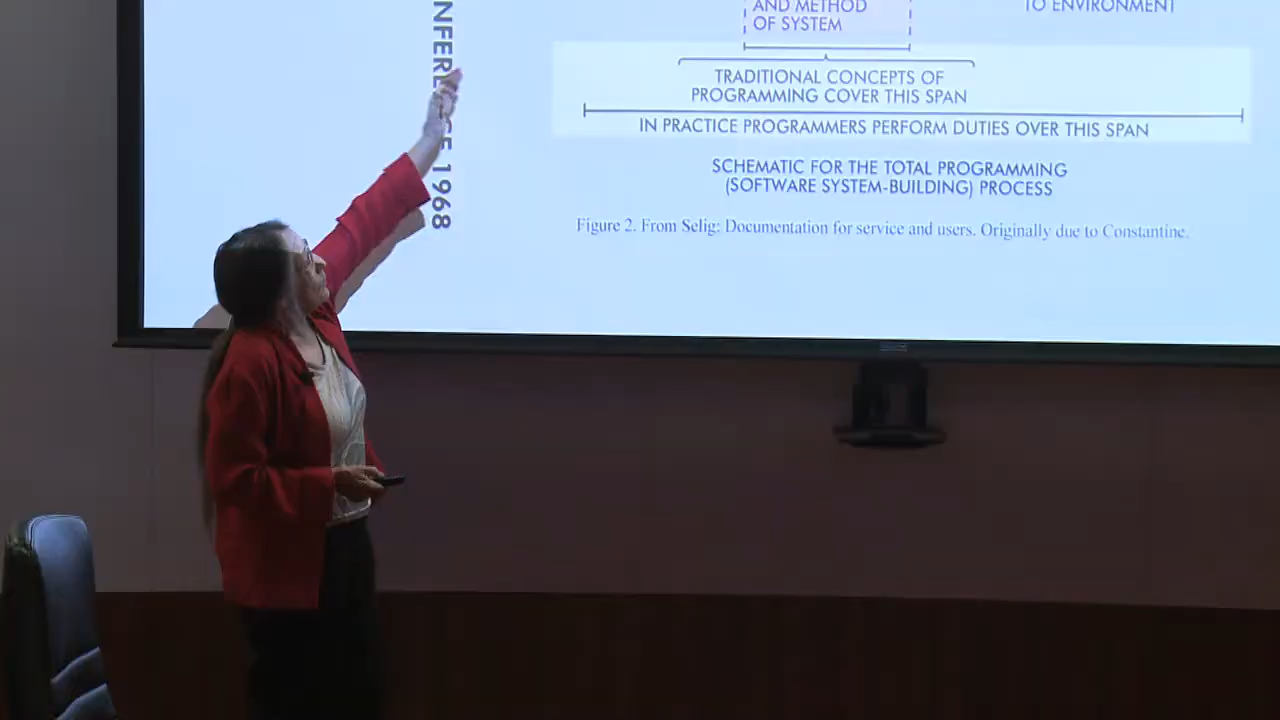 AND METHOD
OF SYSTEM
TO ENVIRONMENT
TRADITIONAL CONCEPTS OF
PROGRAMMING COVER THIS SPAN
IN PRACTICE PROGRAMMERS PERFORM DUTIES OVER THIS SPAN
SCHEMATIC FOR THE TOTAL PROGRAMMING
(SOFTWARE SYSTEM-BUILDING) PROCESS
Figure 2. From Selig: Documentation for service and users. Originally due to Constantine.
1968